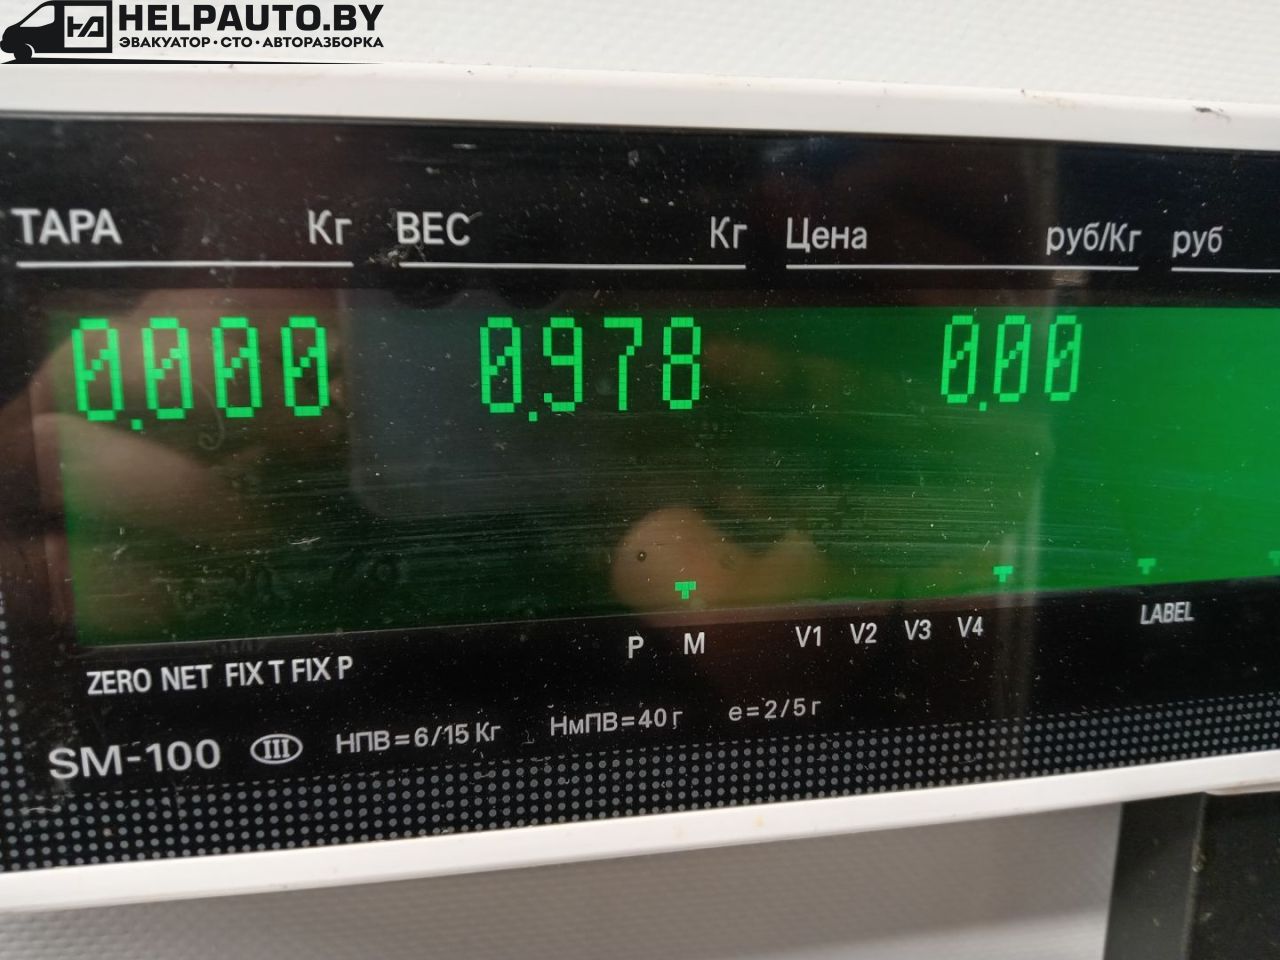 HELPAUTO.BY
ЭВАКУАТОР · СТО · АВТОРАЗБОРКА
ТАРА Кг ВЕС Кг Цена руб/Кг руб
0.000 0.978 0.00
P M V1 V2 V3 V4 LABEL
ZERO NET FIX T FIX P
SM-100 III НПВ=6/15 Кг НмПВ=40 г e=2/5 г